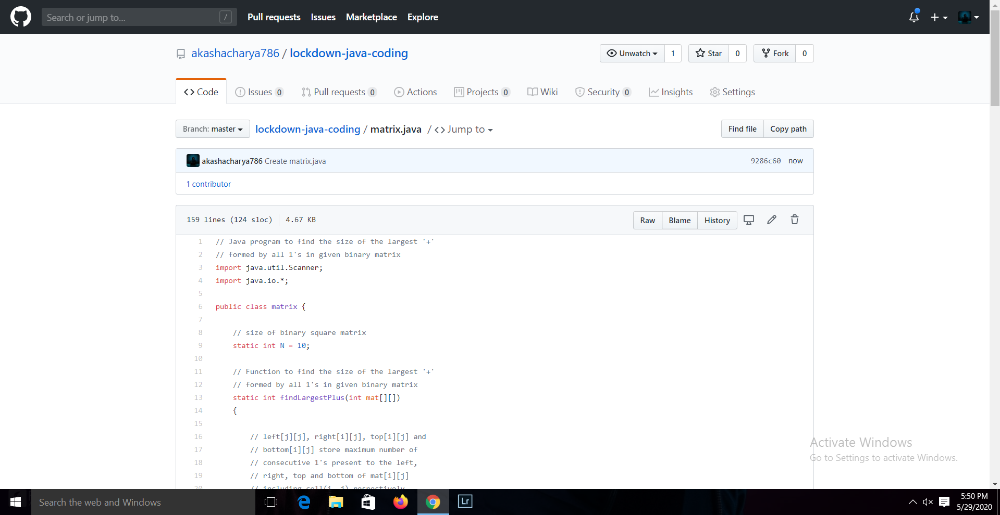 Search or jump to... / Pull requests Issues Marketplace Explore
akashacharya786 / lockdown-java-coding Unwatch 1 Star 0 Fork 0
Code Issues 0 Pull requests 0 Actions Projects 0 Wiki Security 0 Insights Settings
Branch: master lockdown-java-coding / matrix.java / Jump to Find file Copy path
akashacharya786 Create matrix.java 9286c60 now
1 contributor
159 lines (124 sloc) 4.67 KB Raw Blame History
1 // Java program to find the size of the largest '+'
2 // formed by all 1's in given binary matrix
3 import java.util.Scanner;
4 import java.io.*;
5
6 public class matrix {
7
8 // size of binary square matrix
9 static int N = 10;
10
11 // Function to find the size of the largest '+'
12 // formed by all 1's in given binary matrix
13 static int findLargestPlus(int mat[][])
14 {
15
16 // left[j][j], right[i][j], top[i][j] and
17 // bottom[i][j] store maximum number of
18 // consecutive 1's present to the left,
19 // right, top and bottom of mat[i][j]
20 // including cell(i, j) respectively
Activate Windows
Go to Settings to activate Windows.
Search the web and Windows Lr 5:50 PM
5/29/2020